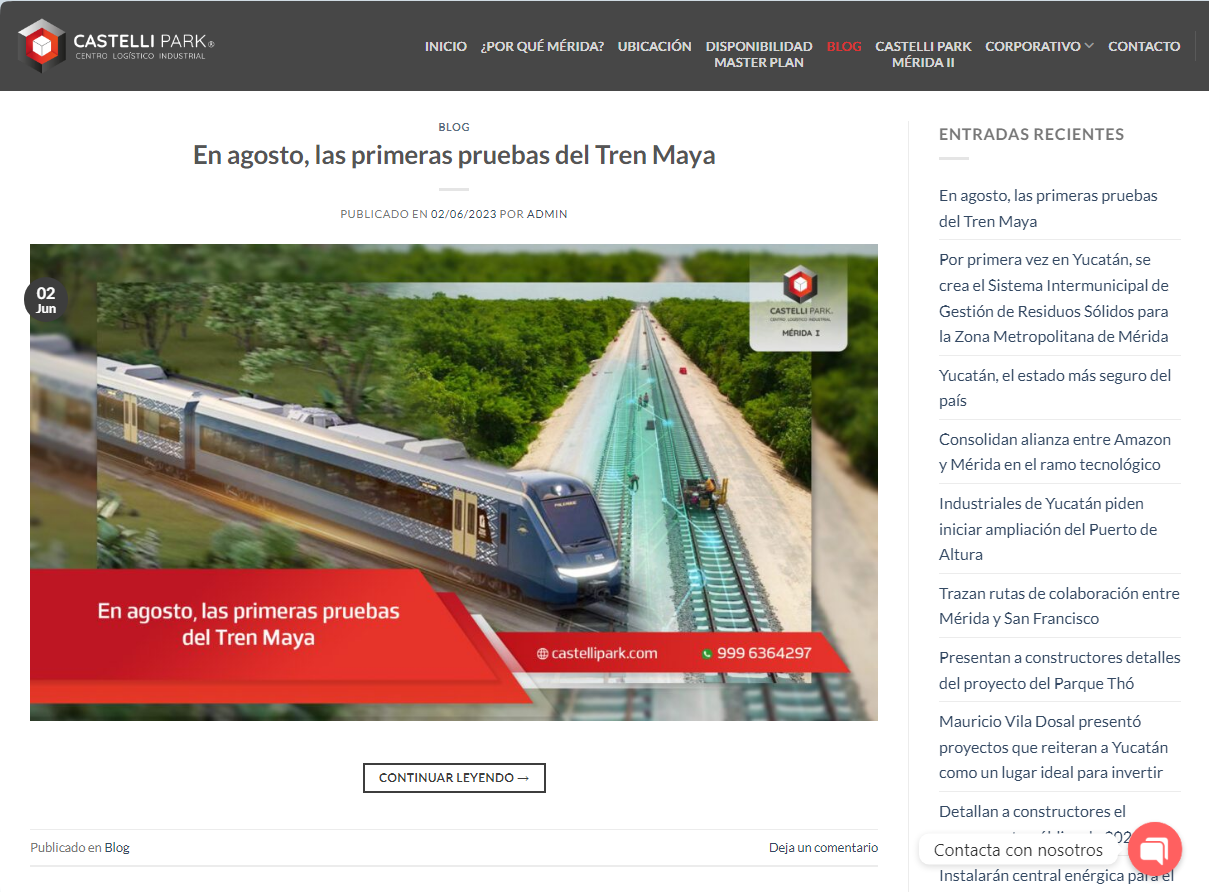 CASTELLI PARK®
CENTRO LOGÍSTICO INDUSTRIAL
INICIO
¿POR QUÉ MÉRIDA?
UBICACIÓN
DISPONIBILIDAD
MASTER PLAN
BLOG
CASTELLI PARK
MÉRIDA II
CORPORATIVO
CONTACTO
BLOG
En agosto, las primeras pruebas del Tren Maya
PUBLICADO EN 02/06/2023 POR ADMIN
02
Jun
CASTELLI PARK.
CENTRO LOGÍSTICO INDUSTRIAL
MÉRIDA I
En agosto, las primeras pruebas
del Tren Maya
castellipark.com
999 6364297
CONTINUAR LEYENDO →
Publicado en Blog
Deja un comentario
ENTRADAS RECIENTES
En agosto, las primeras pruebas
del Tren Maya
Por primera vez en Yucatán, se
crea el Sistema Intermunicipal de
Gestión de Residuos Sólidos para
la Zona Metropolitana de Mérida
Yucatán, el estado más seguro del
país
Consolidan alianza entre Amazon
y Mérida en el ramo tecnológico
Industriales de Yucatán piden
iniciar ampliación del Puerto de
Altura
Trazan rutas de colaboración entre
Mérida y San Francisco
Presentan a constructores detalles
del proyecto del Parque Thó
Mauricio Vila Dosal presentó
proyectos que reiteran a Yucatán
como un lugar ideal para invertir
Detallan a constructores el
Contacta con nosotros
Instalarán central enérgica para el